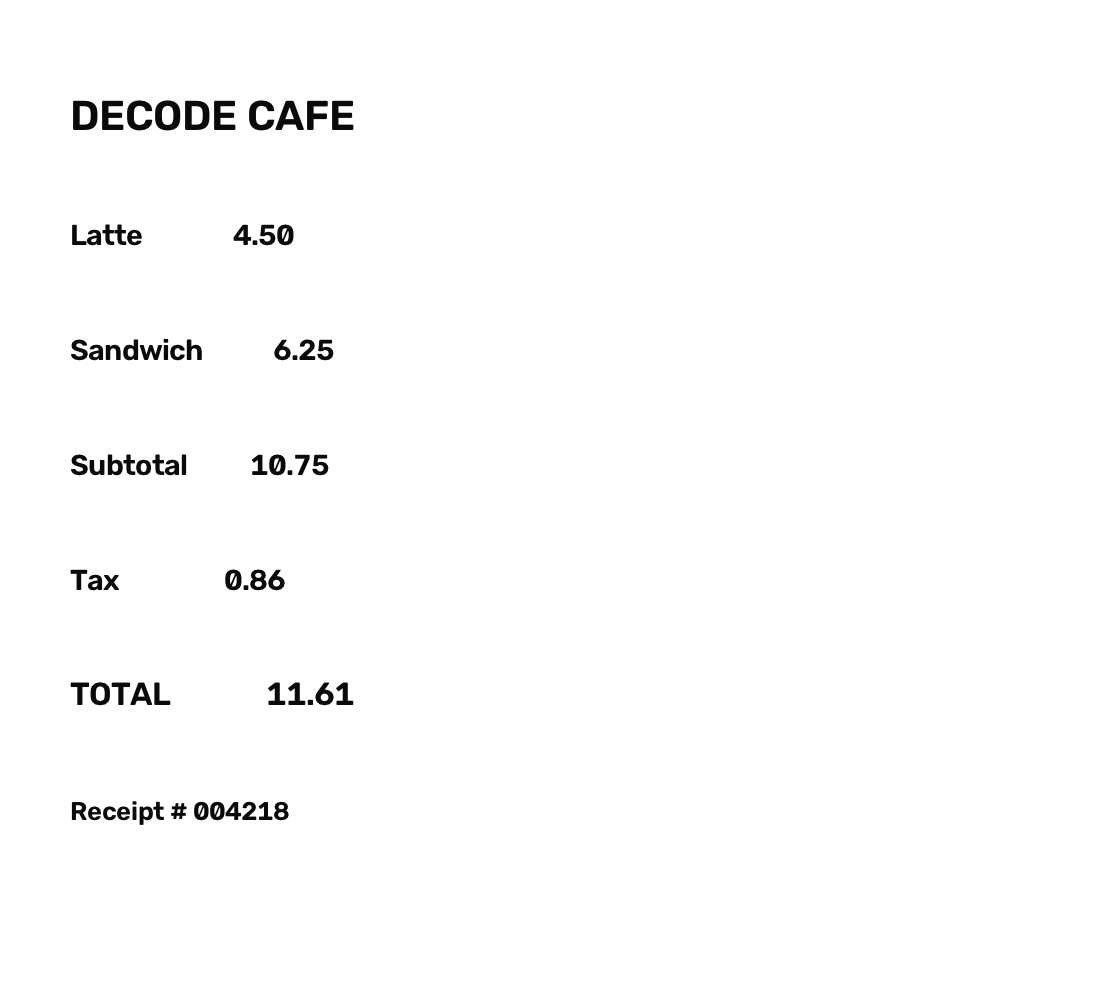 DECODE CAFE
Latte 4.50
Sandwich 6.25
Subtotal 10.75
Tax 0.86
TOTAL 11.61
Receipt # 004218